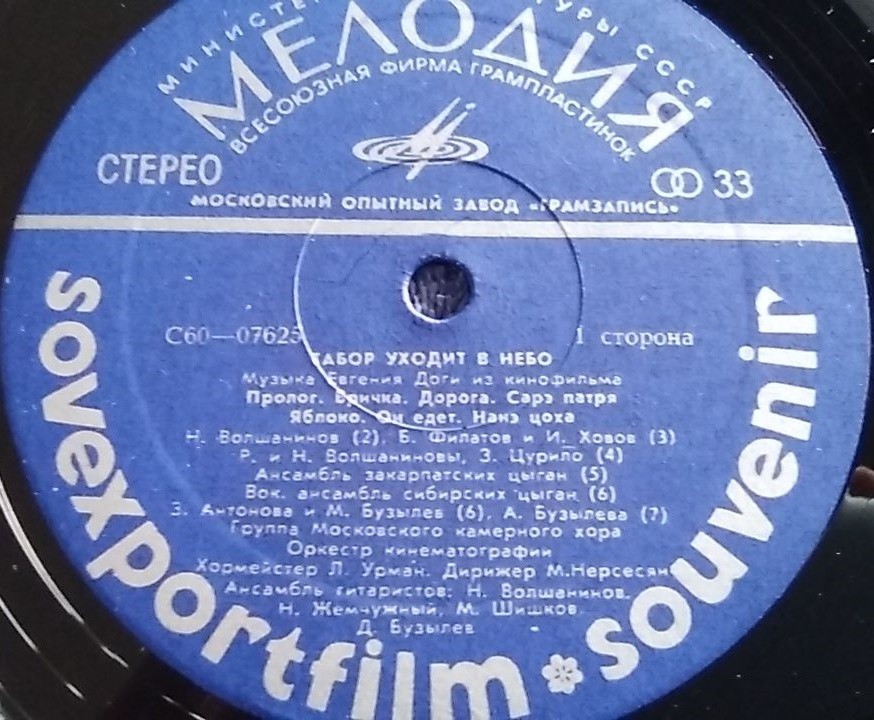 МИНИСТЕ ТУРЫ СССР
МЕЛОДИЯ
ВСЕСОЮЗНАЯ ФИРМА ГРАМПЛАСТИНОК
СТЕРЕО
33
МОСКОВСКИЙ ОПЫТНЫЙ ЗАВОД «ГРАМЗАПИСЬ»
С60—07625 1 сторона
ТАБОР УХОДИТ В НЕБО
Музыка Евгения Доги из кинофильма
Пролог. Бричка. Дорога. Сарэ патря
Яблоко. Он едет. Нанэ цоха
Н. Волшанинов (2), Б. Филатов и И. Ховов (3)
Р. и Н. Волшаниновы, З. Цурило (4)
Ансамбль закарпатских цыган (5)
Вок. ансамбль сибирских цыган (6)
З. Антонова и М. Бузылев (6), А. Бузылева (7)
Группа Московского камерного хора
Оркестр кинематографии
Хормейстер Л. Урман. Дирижер М.Нерсесян
Ансамбль гитаристов: Н. Волшанинов,
Н. Жемчужный, М. Шишков,
Д. Бузылев
sovexportfilm souvenir